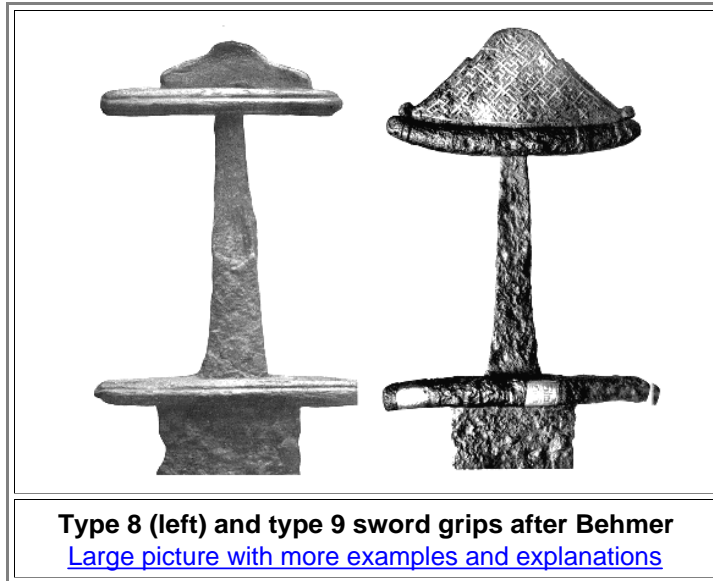 Type 8 (left) and type 9 sword grips after Behmer
Large picture with more examples and explanations